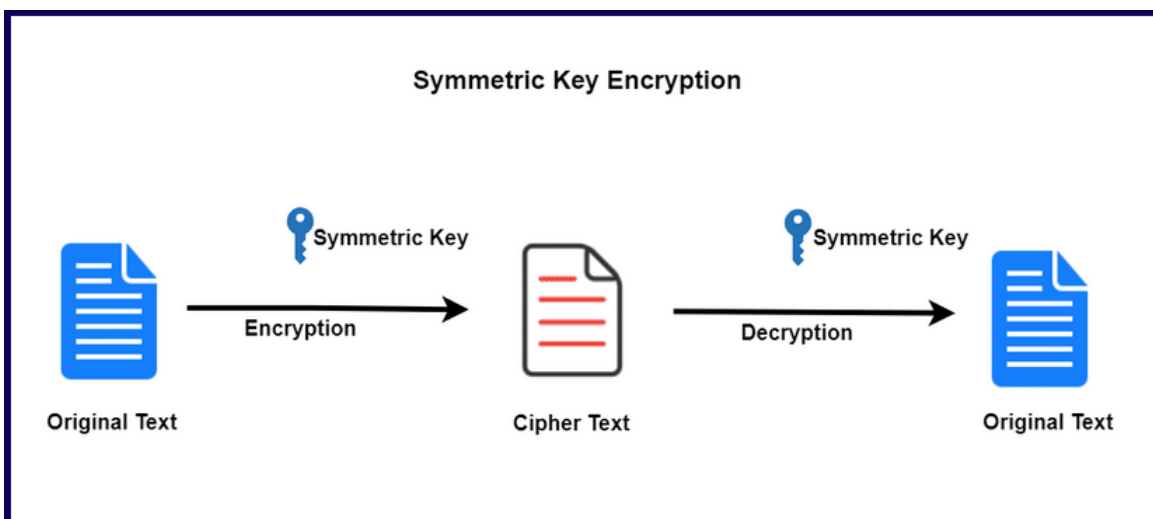 Symmetric Key Encryption
Symmetric Key
Symmetric Key
Encryption
Decryption
Original Text
Cipher Text
Original Text